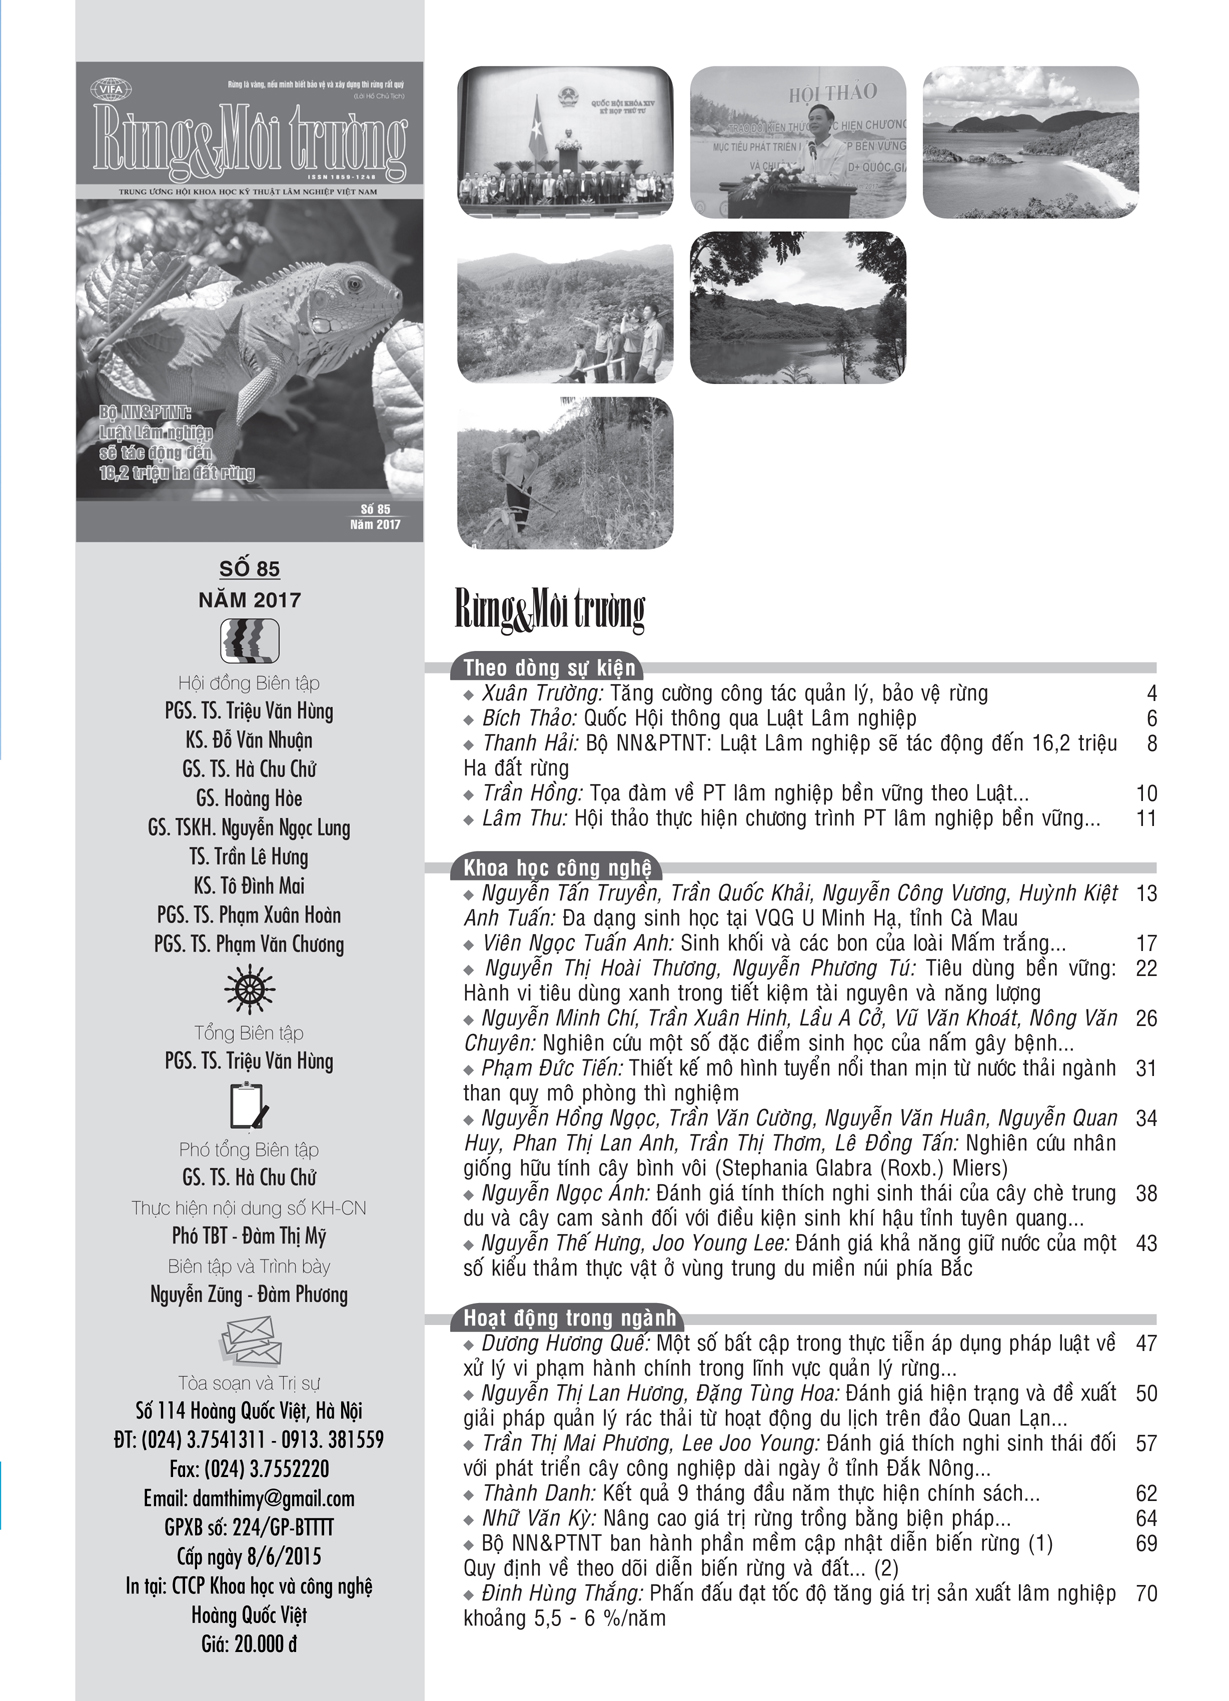 VIFA
Rừng là vàng, nếu mình biết bảo vệ và xây dựng thì rừng rất quý
(Lời Hồ Chủ Tịch)
Rừng&Môi trường
ISSN 1859-1248
TRUNG ƯƠNG HỘI KHOA HỌC KỸ THUẬT LÂM NGHIỆP VIỆT NAM
Bộ NN&PTNT:
Luật Lâm nghiệp
sẽ tác động đến
16,2 triệu ha đất rừng
Số 85
Năm 2017
SỐ 85
NĂM 2017
Hội đồng Biên tập
PGS. TS. Triệu Văn Hùng
KS. Đỗ Văn Nhuận
GS. TS. Hà Chu Chử
GS. Hoàng Hòe
GS. TSKH. Nguyễn Ngọc Lung
TS. Trần Lê Hưng
KS. Tô Đình Mai
PGS. TS. Phạm Xuân Hoàn
PGS. TS. Phạm Văn Chương
Tổng Biên tập
PGS. TS. Triệu Văn Hùng
Phó tổng Biên tập
GS. TS. Hà Chu Chử
Thực hiện nội dung số KH-CN
Phó TBT - Đàm Thị Mỹ
Biên tập và Trình bày
Nguyễn Zũng - Đàm Phương
Tòa soạn và Trị sự
Số 114 Hoàng Quốc Việt, Hà Nội
ĐT: (024) 3.7541311 - 0913. 381559
Fax: (024) 3.7552220
Email: damthimy@gmail.com
GPXB số: 224/GP-BTTTT
Cấp ngày 8/6/2015
In tại: CTCP Khoa học và công nghệ
Hoàng Quốc Việt
Giá: 20.000 đ
QUỐC HỘI KHÓA XIV
KỲ HỌP THỨ TƯ
HỘI THẢO
HIỆN CHƯƠNG
MỤC TIÊU PHÁT TRIỂN BỀN VỮNG
D+ QUỐC GIA
Rừng&Môi trường
Theo dòng sự kiện
◆ Xuân Trường: Tăng cường công tác quản lý, bảo vệ rừng 4
◆ Bích Thảo: Quốc Hội thông qua Luật Lâm nghiệp 6
◆ Thanh Hải: Bộ NN&PTNT: Luật Lâm nghiệp sẽ tác động đến 16,2 triệu 8
Ha đất rừng
◆ Trần Hồng: Tọa đàm về PT lâm nghiệp bền vững theo Luật... 10
◆ Lâm Thu: Hội thảo thực hiện chương trình PT lâm nghiệp bền vững... 11
Khoa học công nghệ
◆ Nguyễn Tấn Truyền, Trần Quốc Khải, Nguyễn Công Vương, Huỳnh Kiệt 13
Anh Tuấn: Đa dạng sinh học tại VQG U Minh Hạ, tỉnh Cà Mau
◆ Viên Ngọc Tuấn Anh: Sinh khối và các bon của loài Mấm trắng... 17
◆ Nguyễn Thị Hoài Thương, Nguyễn Phương Tú: Tiêu dùng bền vững: 22
Hành vi tiêu dùng xanh trong tiết kiệm tài nguyên và năng lượng
◆ Nguyễn Minh Chí, Trần Xuân Hinh, Lầu A Cở, Vũ Văn Khoát, Nông Văn 26
Chuyên: Nghiên cứu một số đặc điểm sinh học của nấm gây bệnh...
◆ Phạm Đức Tiến: Thiết kế mô hình tuyển nổi than mịn từ nước thải ngành 31
than quy mô phòng thì nghiệm
◆ Nguyễn Hồng Ngọc, Trần Văn Cường, Nguyễn Văn Huân, Nguyễn Quan 34
Huy, Phan Thị Lan Anh, Trần Thị Thơm, Lê Đồng Tấn: Nghiên cứu nhân
giống hữu tính cây bình vôi (Stephania Glabra (Roxb.) Miers)
◆ Nguyễn Ngọc Ánh: Đánh giá tính thích nghi sinh thái của cây chè trung 38
du và cây cam sành đối với điều kiện sinh khí hậu tỉnh tuyên quang...
◆ Nguyễn Thế Hưng, Joo Young Lee: Đánh giá khả năng giữ nước của một 43
số kiểu thảm thực vật ở vùng trung du miền núi phía Bắc
Hoạt động trong ngành
◆ Dương Hương Quế: Một số bất cập trong thực tiễn áp dụng pháp luật về 47
xử lý vi phạm hành chính trong lĩnh vực quản lý rừng...
◆ Nguyễn Thị Lan Hương, Đặng Tùng Hoa: Đánh giá hiện trạng và đề xuất 50
giải pháp quản lý rác thải từ hoạt động du lịch trên đảo Quan Lạn...
◆ Trần Thị Mai Phương, Lee Joo Young: Đánh giá thích nghi sinh thái đối 57
với phát triển cây công nghiệp dài ngày ở tỉnh Đắk Nông...
◆ Thành Danh: Kết quả 9 tháng đầu năm thực hiện chính sách... 62
◆ Nhữ Văn Kỳ: Nâng cao giá trị rừng trồng bằng biện pháp... 64
◆ Bộ NN&PTNT ban hành phần mềm cập nhật diễn biến rừng (1) 69
Quy định về theo dõi diễn biến rừng và đất... (2)
◆ Đinh Hùng Thắng: Phấn đấu đạt tốc độ tăng giá trị sản xuất lâm nghiệp 70
khoảng 5,5 - 6 %/năm